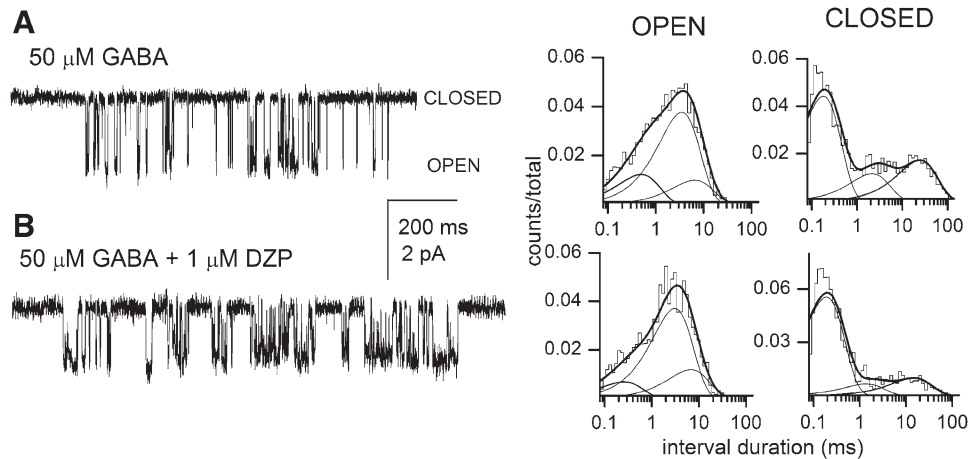 A
50 μM GABA
CLOSED
OPEN
200 ms
2 pA
B
50 μM GABA + 1 μM DZP
OPEN
CLOSED
counts/total
0.06
0.04
0.02
0.1 1 10 100
0.06
0.04
0.02
0.1 1 10 100
0.06
0.04
0.02
0.1 1 10 100
0.06
0.03
0.1 1 10 100
interval duration (ms)